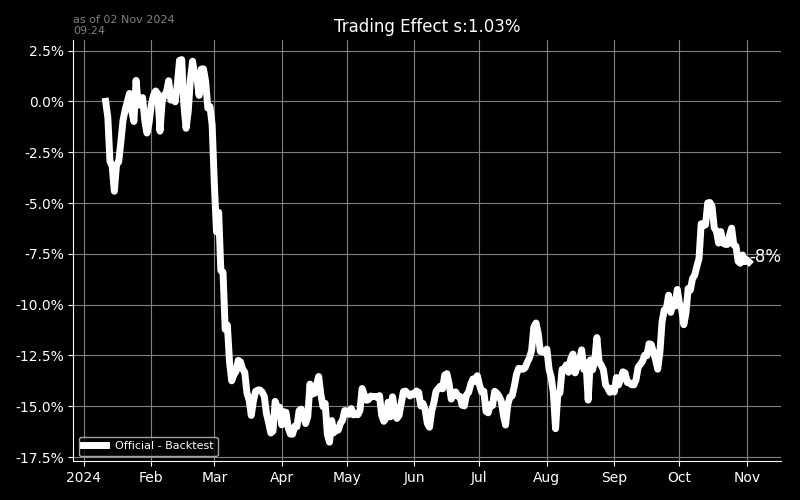 as of 02 Nov 2024
09:24
Trading Effect s:1.03%
2.5%
0.0%
-2.5%
-5.0%
-7.5%
-10.0%
-12.5%
-15.0%
-17.5%
-8%
Official - Backtest
2024 Feb Mar Apr May Jun Jul Aug Sep Oct Nov